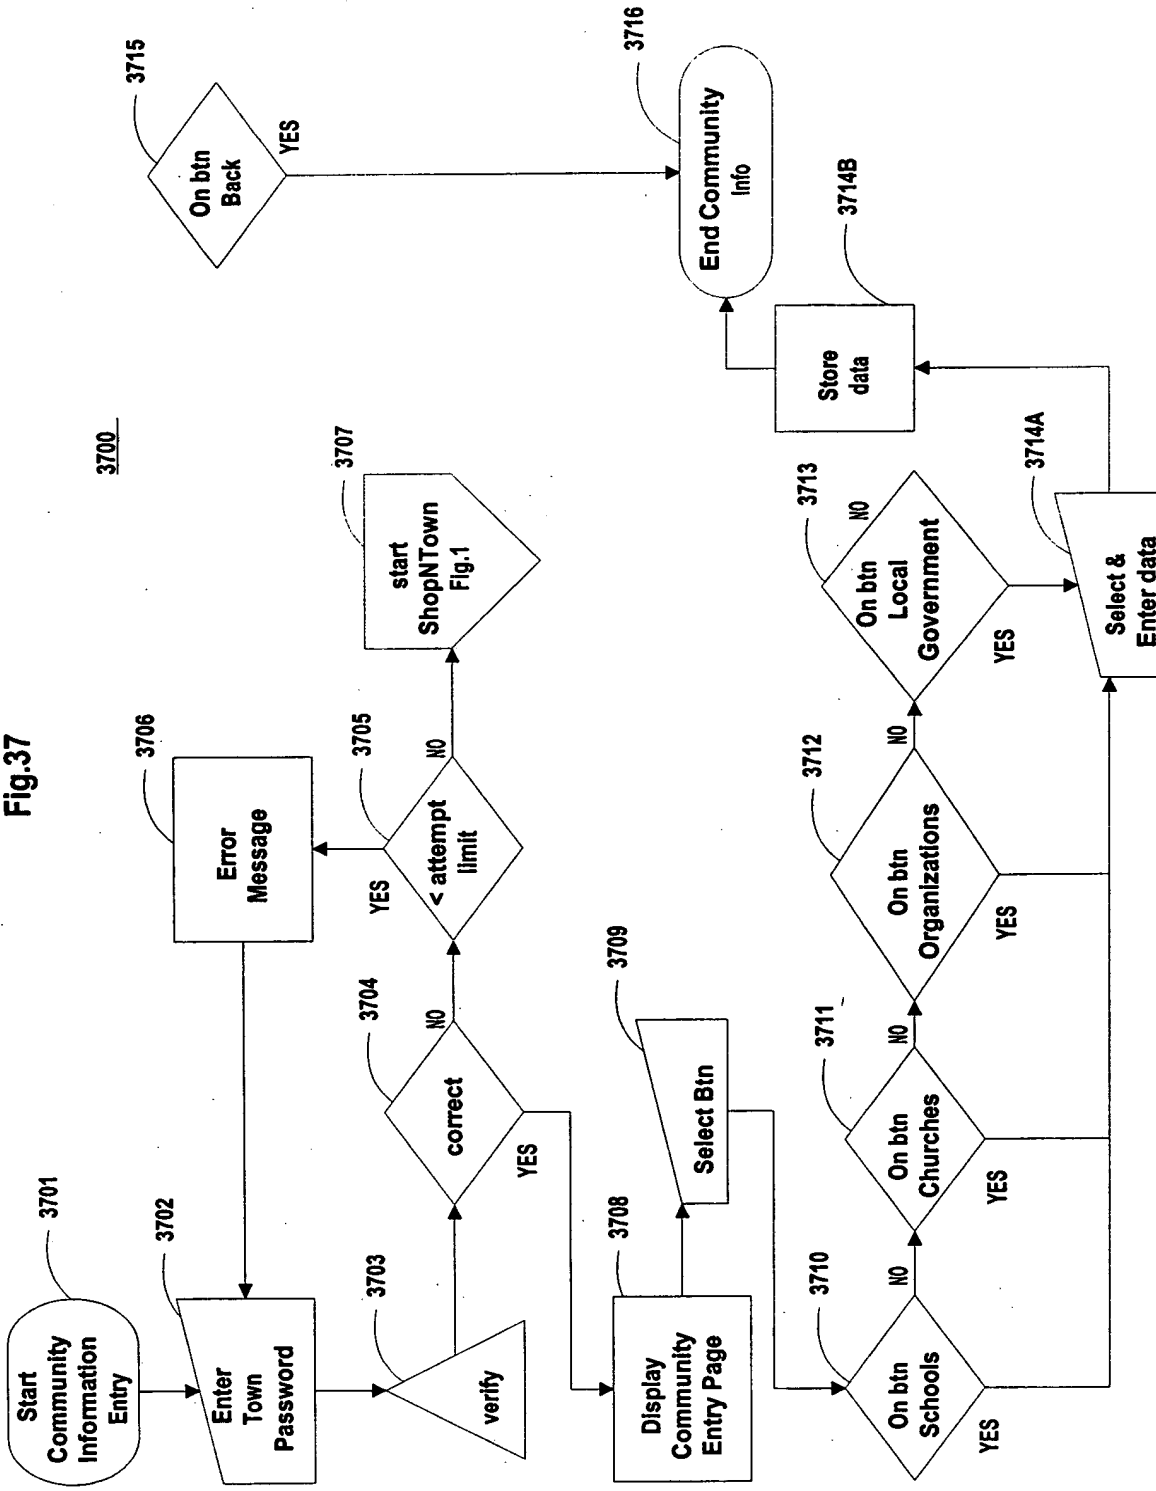 Fig.37
3700
Start
Community
Information
Entry
3701
Enter
Town
Password
3702
verify
3703
correct
3704
NO
YES
< attempt
limit
3705
YES
NO
Error
Message
3706
start
ShopNTown
Fig.1
3707
On btn
Back
3715
YES
Display
Community
Entry Page
3708
Select Btn
3709
On btn
Schools
3710
NO
YES
On btn
Churches
3711
NO
YES
On btn
Organizations
3712
NO
YES
On btn
Local
Government
3713
NO
YES
Select &
Enter data
3714A
Store
data
3714B
End Community
Info
3716